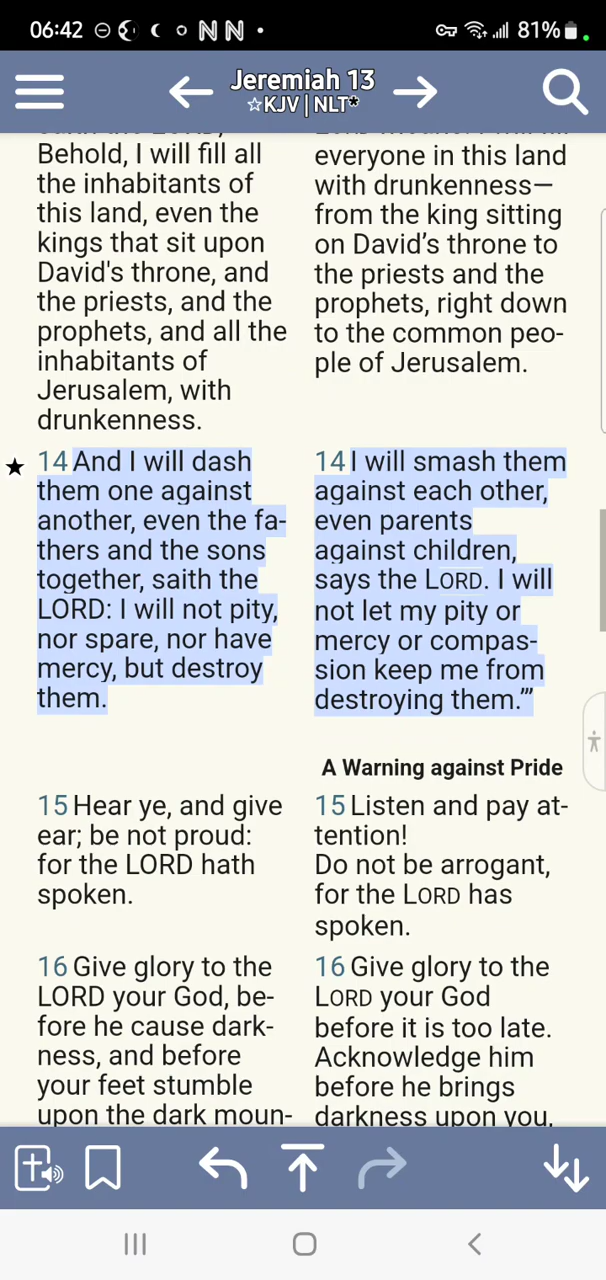 06:42
81%
Jeremiah 13
☆KJV | NLT*
Behold, I will fill all
the inhabitants of
this land, even the
kings that sit upon
David's throne, and
the priests, and the
prophets, and all the
inhabitants of
Jerusalem, with
drunkenness.
everyone in this land
with drunkenness—
from the king sitting
on David’s throne to
the priests and the
prophets, right down
to the common peo-
ple of Jerusalem.
★ 14 And I will dash
them one against
another, even the fa-
thers and the sons
together, saith the
LORD: I will not pity,
nor spare, nor have
mercy, but destroy
them.
14 I will smash them
against each other,
even parents
against children,
says the LORD. I will
not let my pity or
mercy or compas-
sion keep me from
destroying them.’”
A Warning against Pride
15 Hear ye, and give
ear; be not proud:
for the LORD hath
spoken.
15 Listen and pay at-
tention!
Do not be arrogant,
for the LORD has
spoken.
16 Give glory to the
LORD your God, be-
fore he cause dark-
ness, and before
your feet stumble
upon the dark moun-
16 Give glory to the
LORD your God
before it is too late.
Acknowledge him
before he brings
darkness upon you,